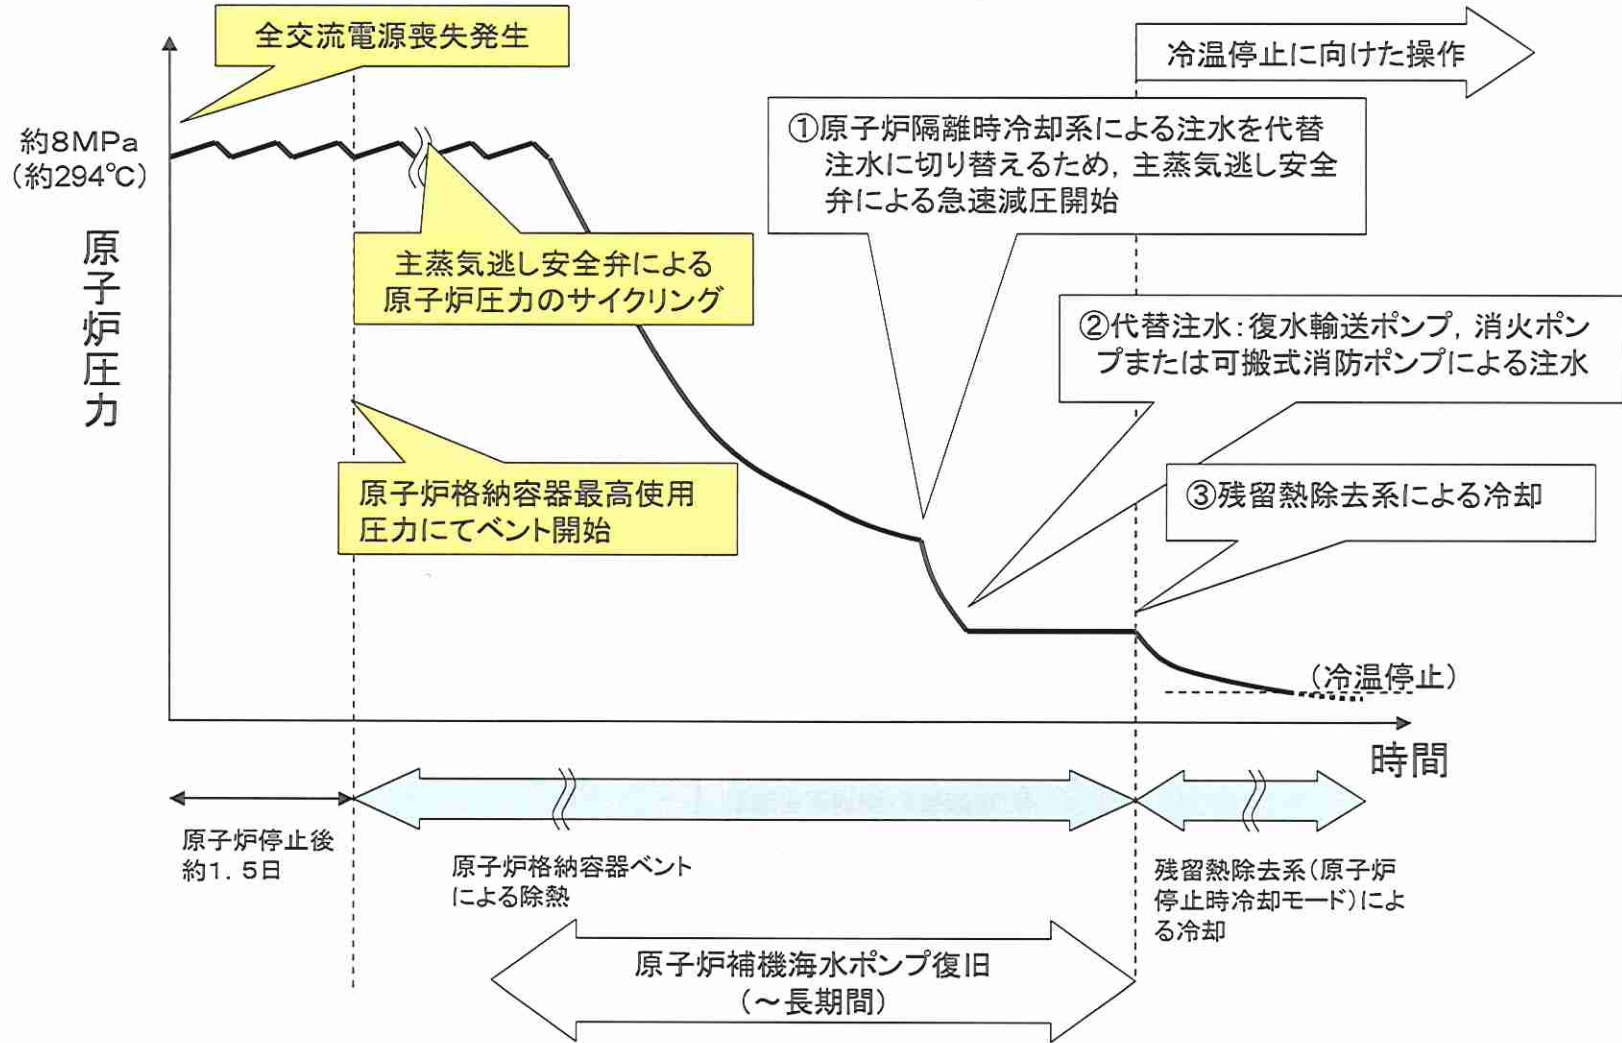 全交流電源喪失発生
冷温停止に向けた操作
①原子炉隔離時冷却系による注水を代替
注水に切り替えるため，主蒸気逃し安全
弁による急速減圧開始
約8MPa
（約294℃）
原子炉圧力
主蒸気逃し安全弁による
原子炉圧力のサイクリング
②代替注水：復水輸送ポンプ，消火ポン
プまたは可搬式消防ポンプによる注水
原子炉格納容器最高使用
圧力にてベント開始
③残留熱除去系による冷却
（冷温停止）
時間
原子炉停止後
約1．5日
原子炉格納容器ベント
による除熱
残留熱除去系（原子炉
停止時冷却モード）によ
る冷却
原子炉補機海水ポンプ復旧
（～長期間）